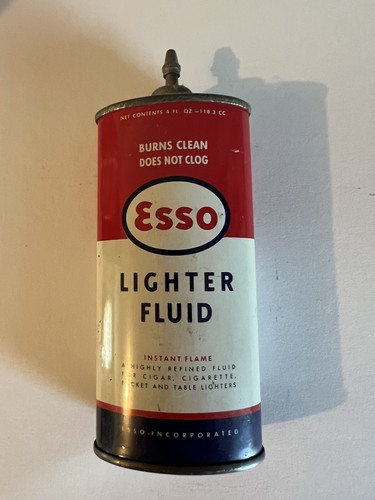 NET CONTENTS 4 FL. OZ.-118.3 CC.
BURNS CLEAN
DOES NOT CLOG
Esso
LIGHTER
FLUID
INSTANT FLAME
A HIGHLY REFINED FLUID
FOR CIGAR, CIGARETTE,
POCKET AND TABLE LIGHTERS
ESSO-INCORPORATED